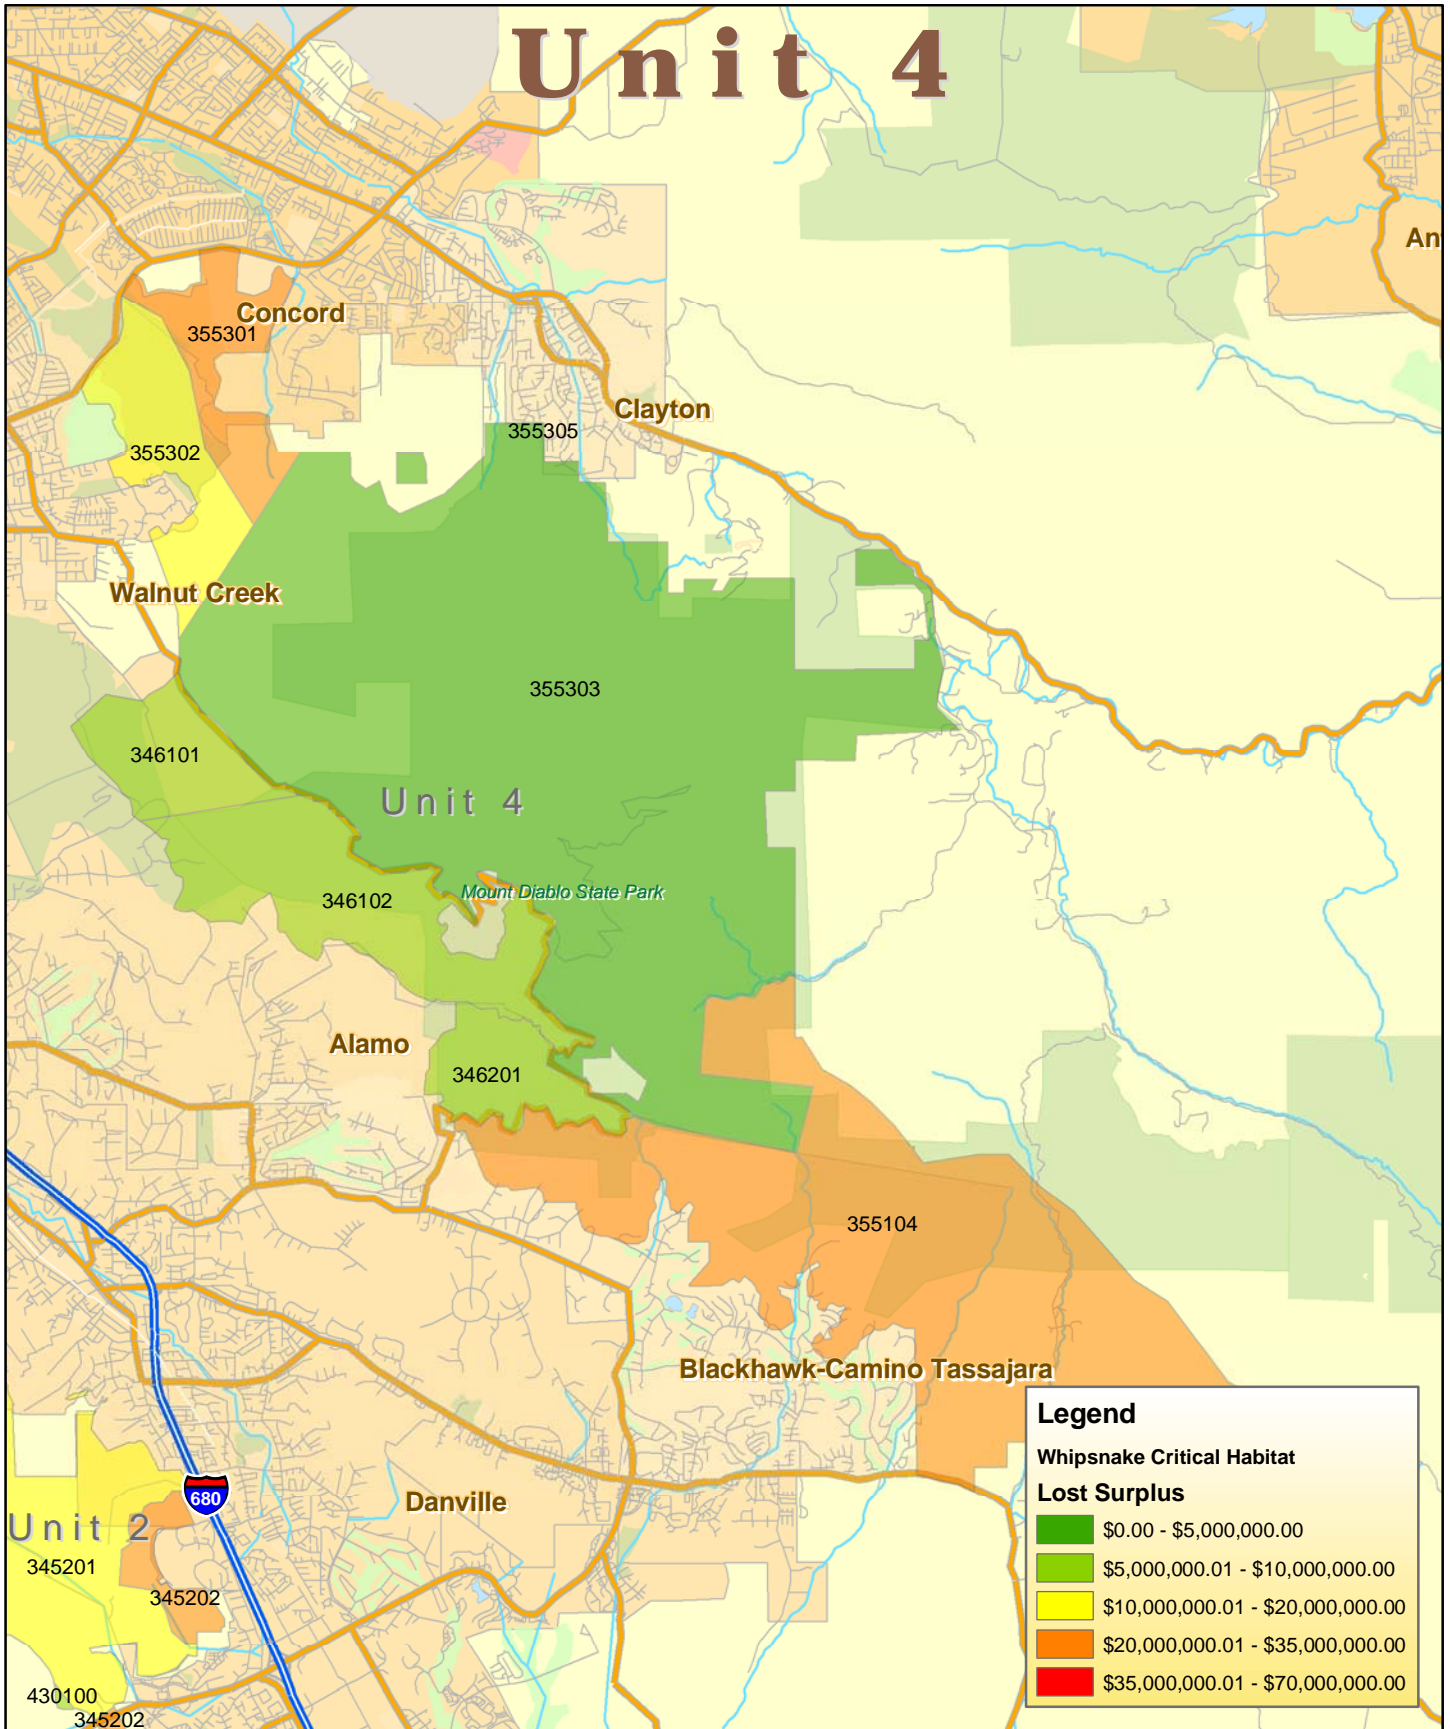 Unit 4
An
Concord
355301
Clayton
355305
355302
Walnut Creek
355303
346101
Unit 4
Mount Diablo State Park
346102
Alamo
346201
355104
Blackhawk-Camino Tassajara
Legend
Whipsnake Critical Habitat
Lost Surplus
$0.00 - $5,000,000.00
$5,000,000.01 - $10,000,000.00
$10,000,000.01 - $20,000,000.00
$20,000,000.01 - $35,000,000.00
$35,000,000.01 - $70,000,000.00
680
Danville
Unit 2
345201
345202
430100
345202